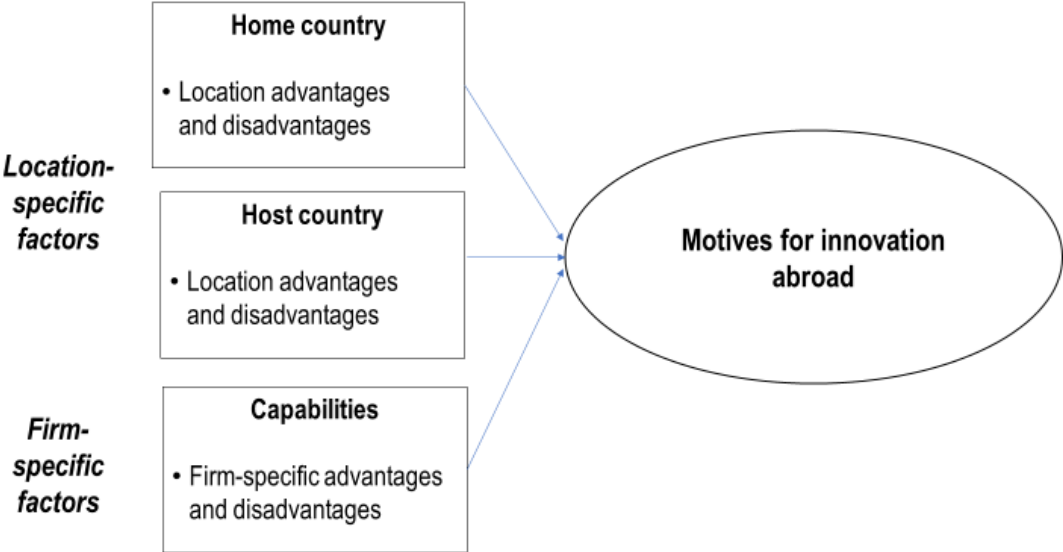 Home country
• Location advantages
and disadvantages
Location-
specific
factors
Host country
• Location advantages
and disadvantages
Motives for innovation
abroad
Capabilities
• Firm-specific advantages
and disadvantages
Firm-
specific
factors